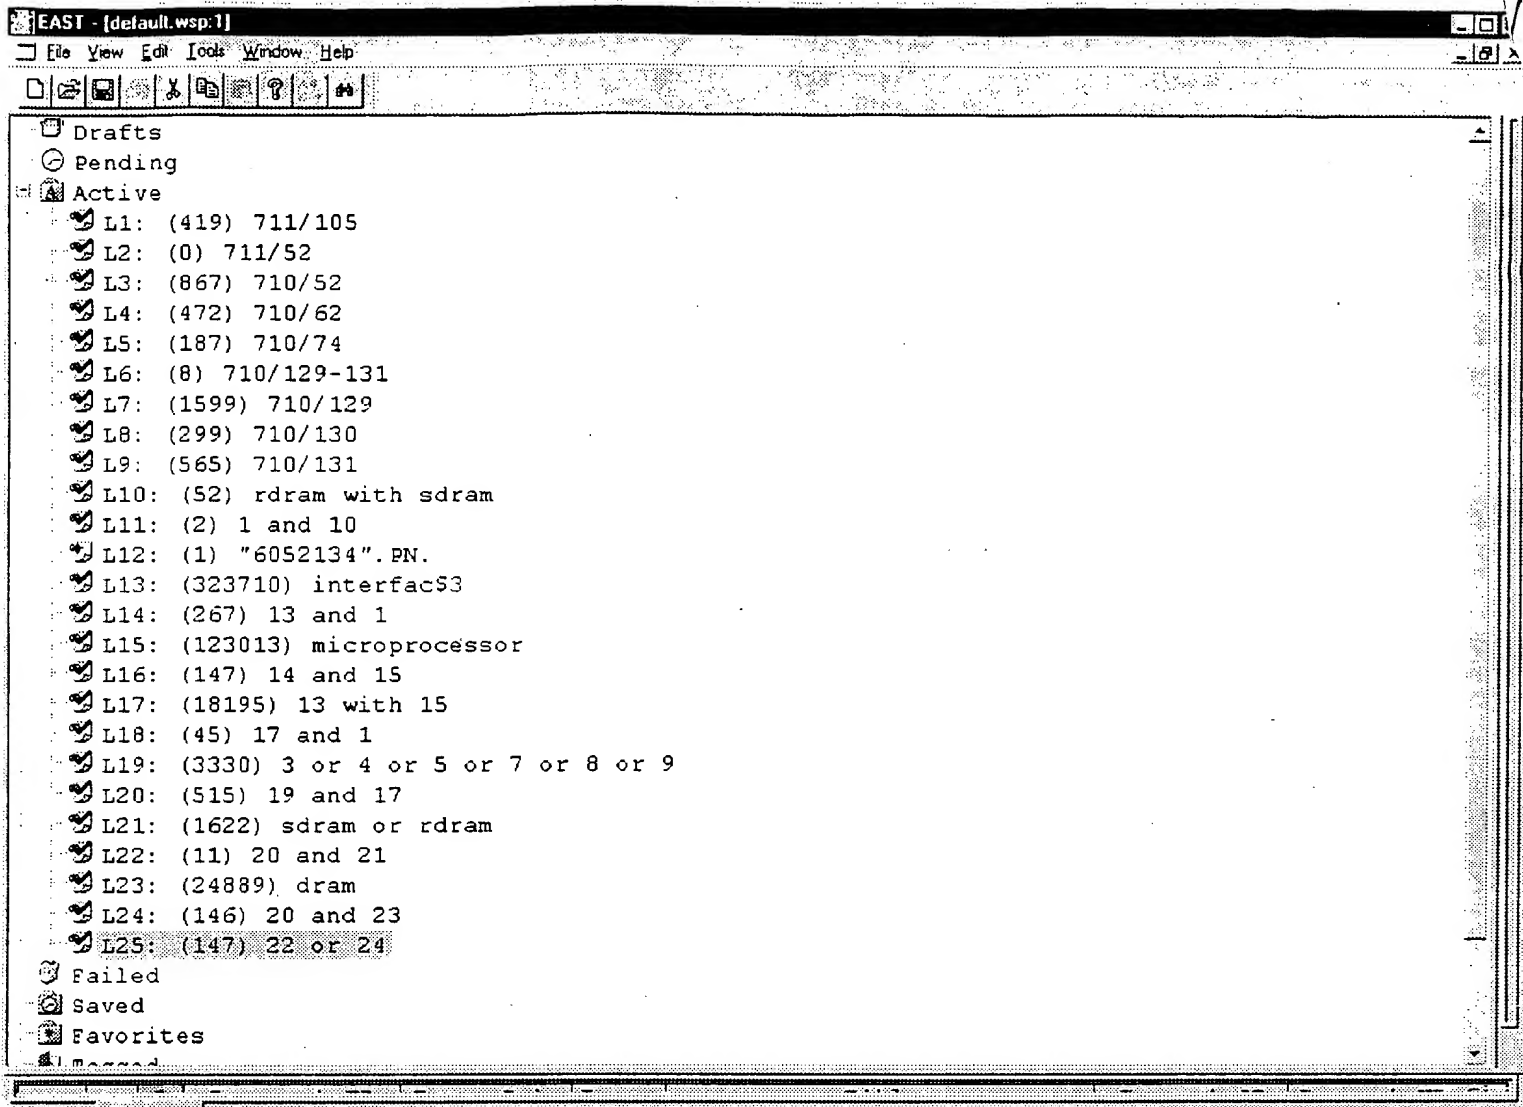 EAST - [default.wsp:1]
File View Edit Tools Window Help
Drafts
Pending
Active
L1: (419) 711/105
L2: (0) 711/52
L3: (867) 710/52
L4: (472) 710/62
L5: (187) 710/74
L6: (8) 710/129-131
L7: (1599) 710/129
L8: (299) 710/130
L9: (565) 710/131
L10: (52) rdram with sdram
L11: (2) 1 and 10
L12: (1) "6052134".PN.
L13: (323710) interfac$3
L14: (267) 13 and 1
L15: (123013) microprocessor
L16: (147) 14 and 15
L17: (18195) 13 with 15
L18: (45) 17 and 1
L19: (3330) 3 or 4 or 5 or 7 or 8 or 9
L20: (515) 19 and 17
L21: (1622) sdram or rdram
L22: (11) 20 and 21
L23: (24889) dram
L24: (146) 20 and 23
L25: (147) 22 or 24
Failed
Saved
Favorites